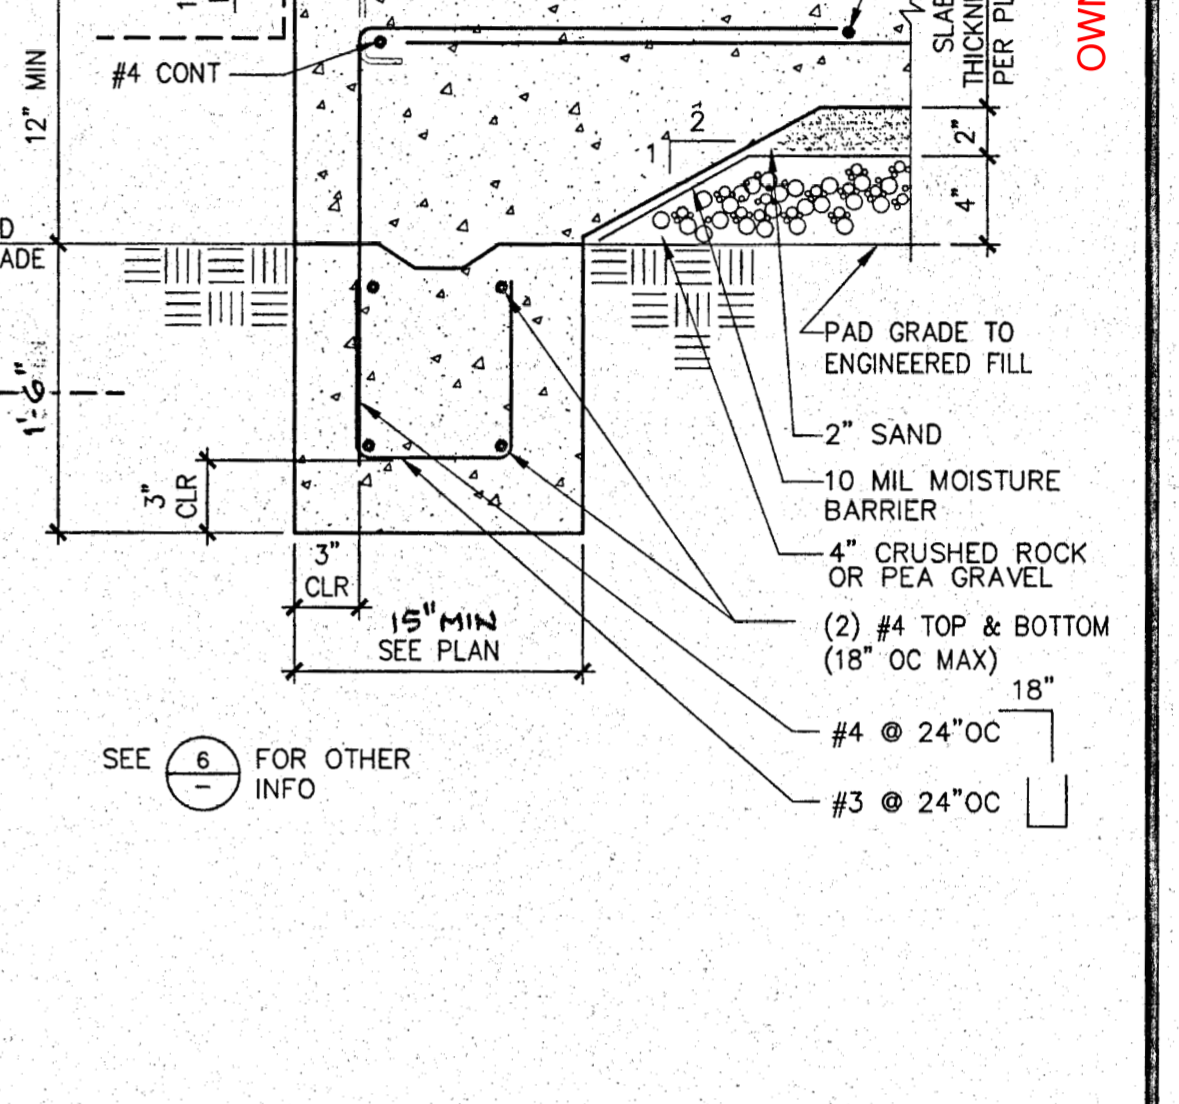 #4 CONT
12" MIN
SLAB
PER
2
1
2"
4"
1'-6"
PAD GRADE TO
ENGINEERED FILL
2" SAND
10 MIL MOISTURE
BARRIER
4" CRUSHED ROCK
OR PEA GRAVEL
3"
CLR
3"
CLR
15" MIN
SEE PLAN
(2) #4 TOP & BOTTOM
(18" OC MAX)
18"
#4 @ 24"OC
#3 @ 24"OC
SEE 6 FOR OTHER
- INFO